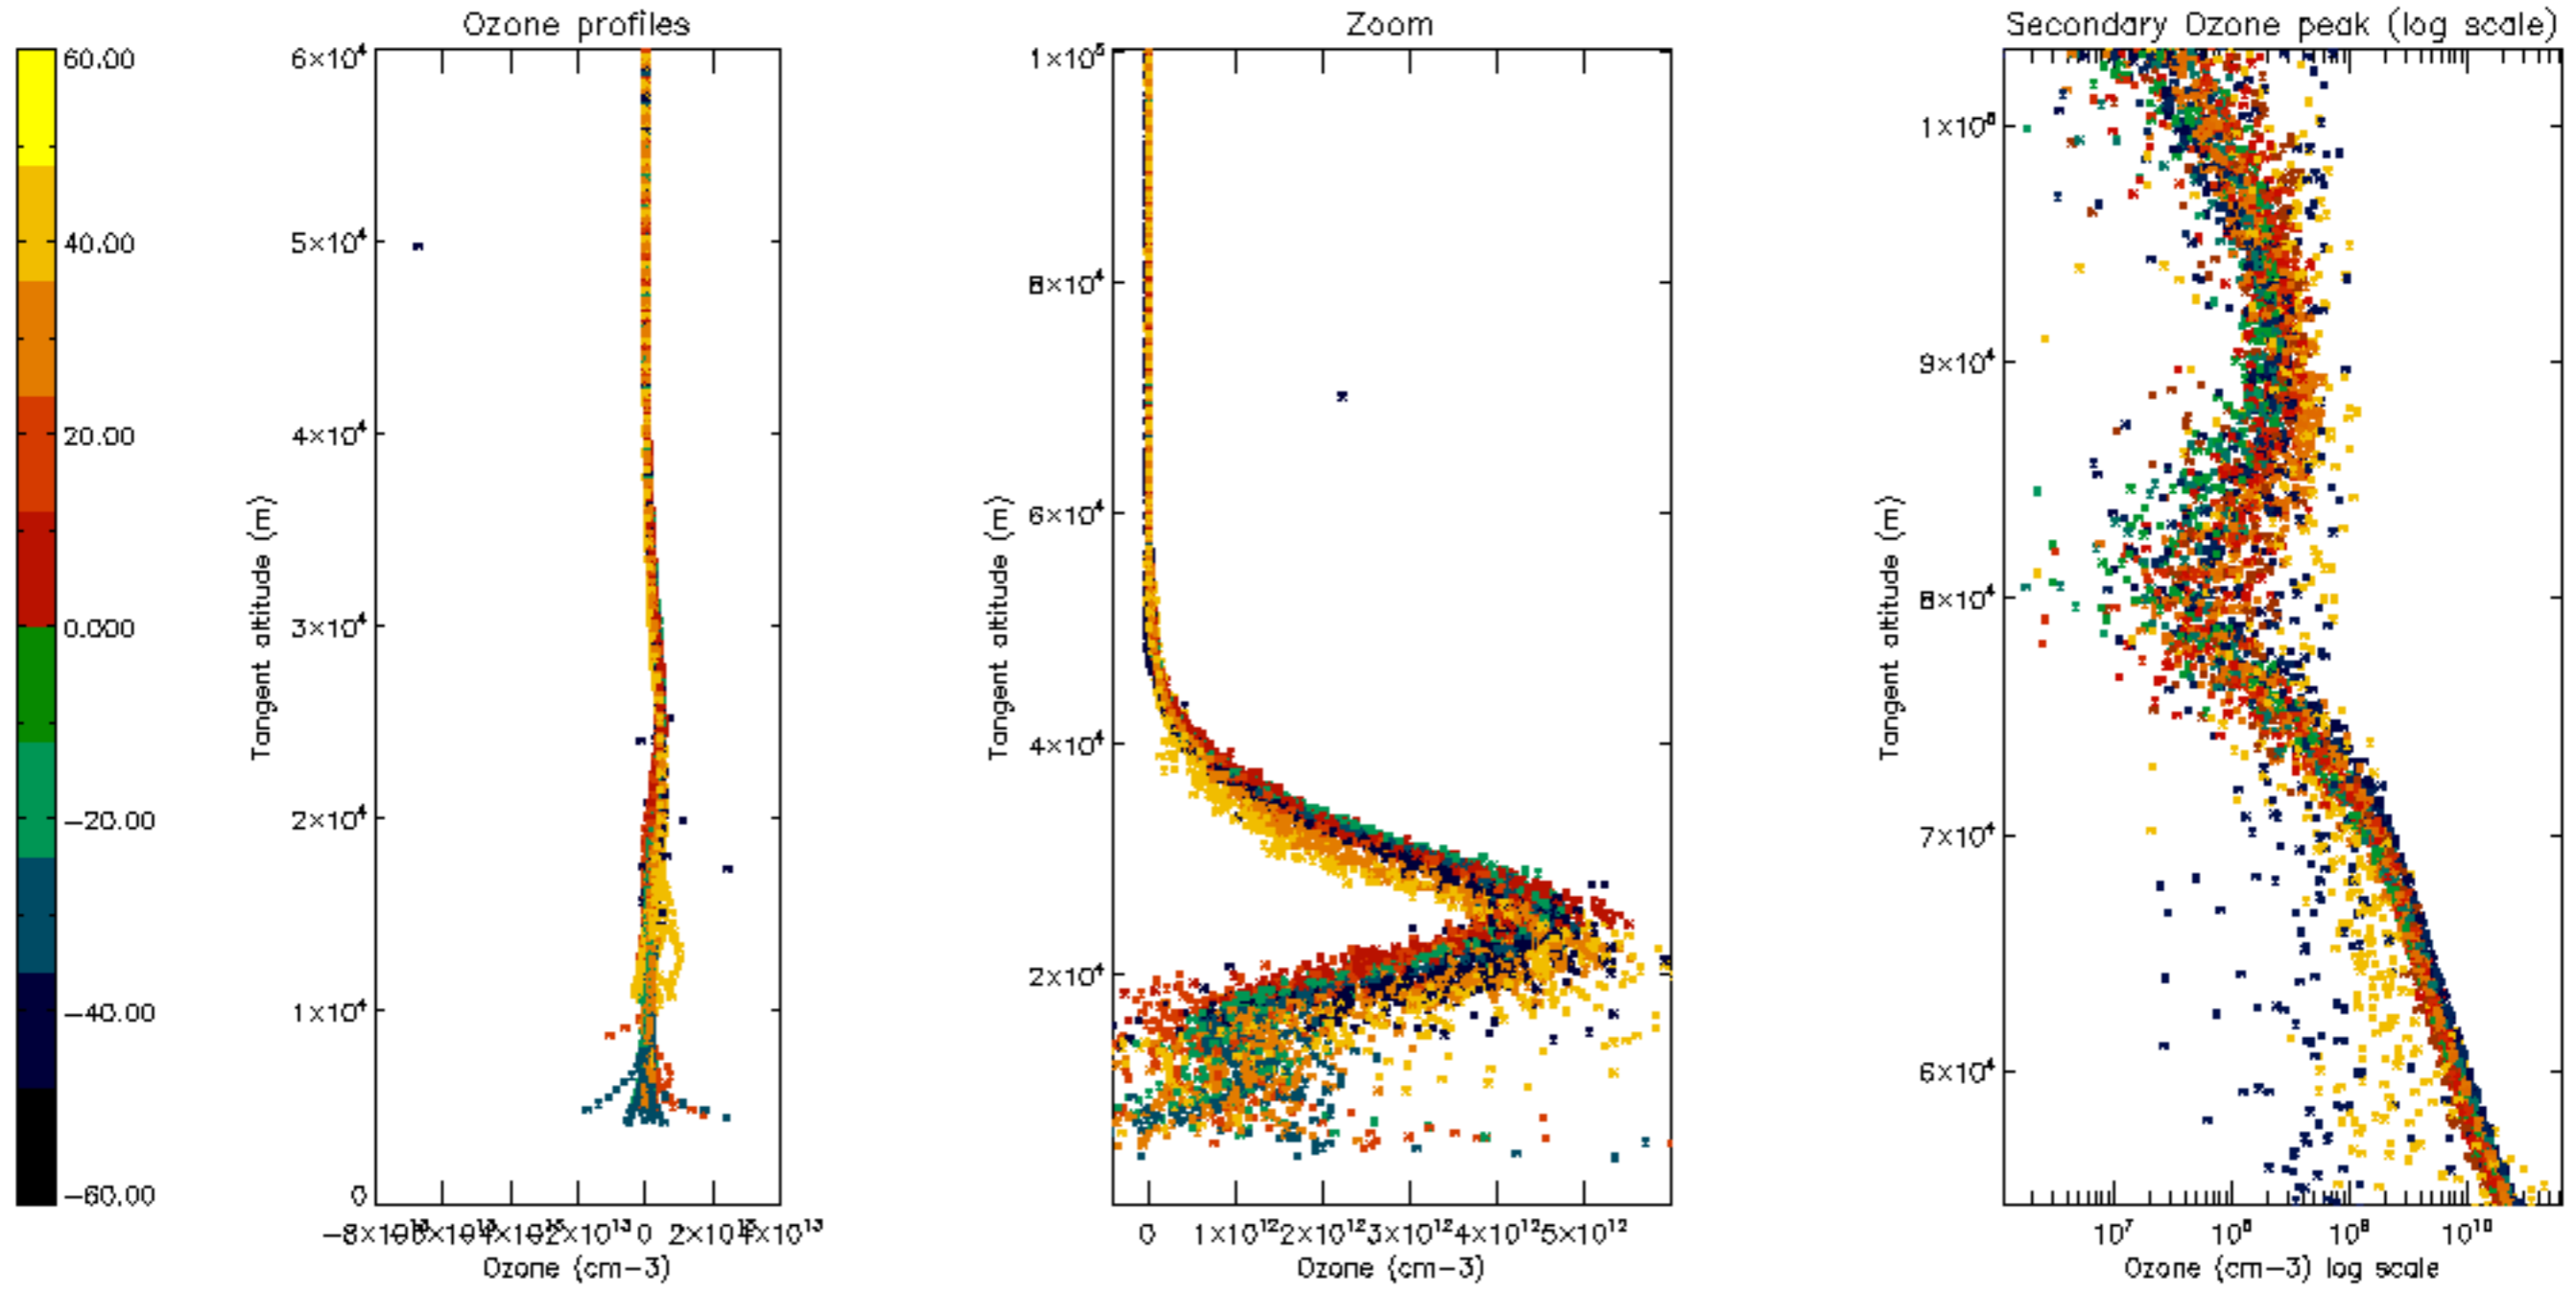 Ozone profiles
Zoom
Secondary Ozone peak (log scale)
60.00
40.00
20.00
0.000
−20.00
−40.00
−60.00
Tangent altitude (m)
6×10⁴
5×10⁴
4×10⁴
3×10⁴
2×10⁴
1×10⁴
0
0
Ozone (cm−3)
Tangent altitude (m)
1×10⁵
8×10⁴
6×10⁴
4×10⁴
2×10⁴
0 1×10¹² 2×10¹² 3×10¹² 4×10¹² 5×10¹²
Ozone (cm−3)
Tangent altitude (m)
1×10⁵
9×10⁴
8×10⁴
7×10⁴
6×10⁴
10⁷ 10⁸ 10⁹ 10¹⁰
Ozone (cm−3) log scale